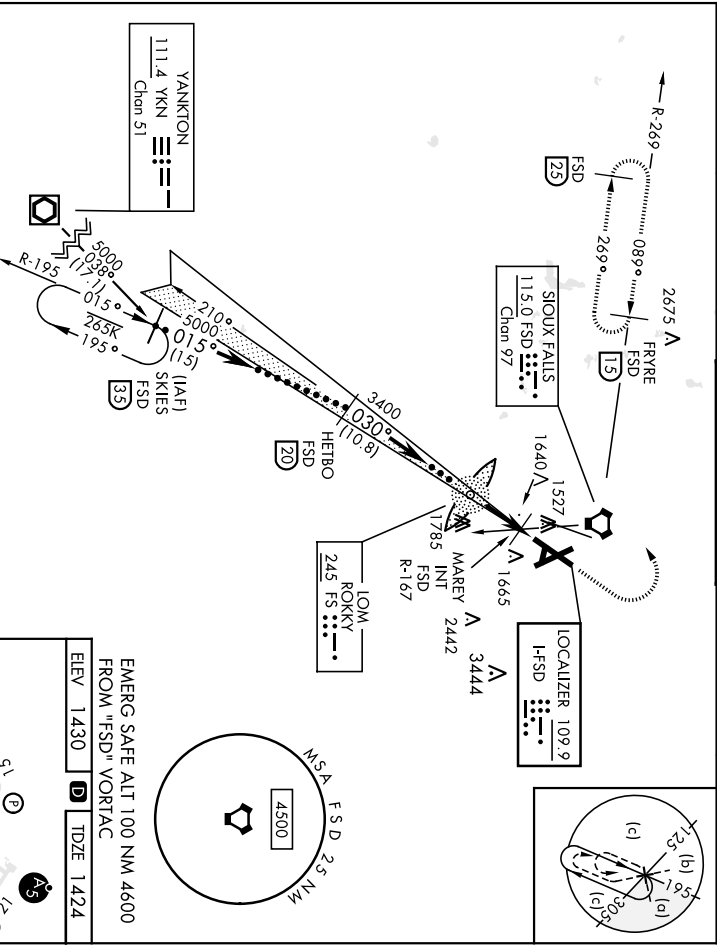 R-269
FSD
25
269°
089°
2675
FRYRE
FSD
15
SIOUX FALLS
115.0 FSD
Chan 97
YANKTON
111.4 YKN
Chan 51
5000
038°
(17.1)
R-195
015°
265K
195°
210°
5000
015°
(15)
(IAF)
SKIES
FSD
35
3400
030°
(10.8)
HETBO
FSD
20
1640
1527
1785
MAREY
INT
FSD
R-167
1665
2442
3444
LOCALIZER 109.9
I-FSD
LOM
ROKKY
245 FS
125
(b)
195
(a)
305
(c)
(c)
MSA FSD 25 NM
4500
EMERG SAFE ALT 100 NM 4600
FROM "FSD" VORTAC
ELEV 1430
D
TDZE 1424
15
P
A5